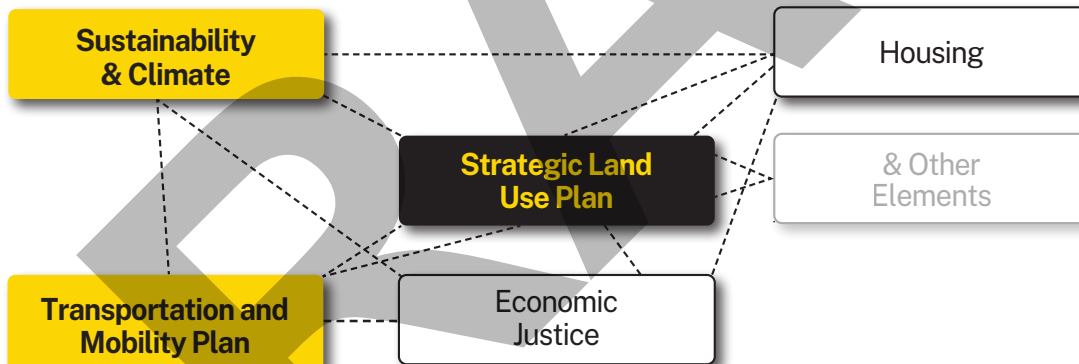 Sustainability
& Climate
Housing
Strategic Land
Use Plan
& Other
Elements
Transportation and
Mobility Plan
Economic
Justice